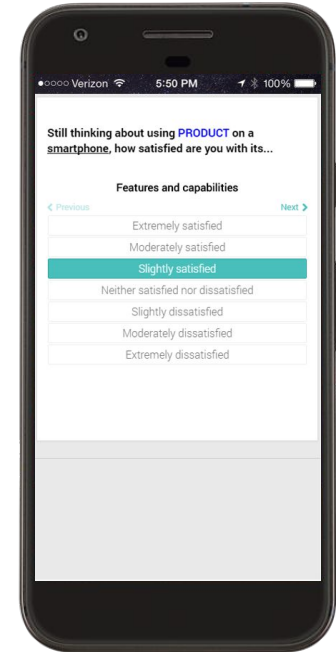 Verizon 5:50 PM 100%
Still thinking about using PRODUCT on a
smartphone, how satisfied are you with its...
Features and capabilities
Previous Next
Extremely satisfied
Moderately satisfied
Slightly satisfied
Neither satisfied nor dissatisfied
Slightly dissatisfied
Moderately dissatisfied
Extremely dissatisfied